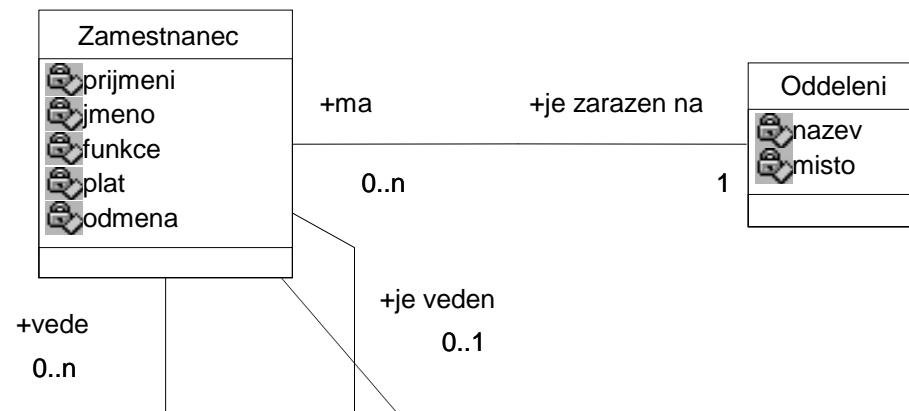 Zamestnanec
prijmeni
jmeno
funkce
plat
odmena
+ma
+je zarazen na
0..n
1
Oddeleni
nazev
misto
+vede
0..n
+je veden
0..1